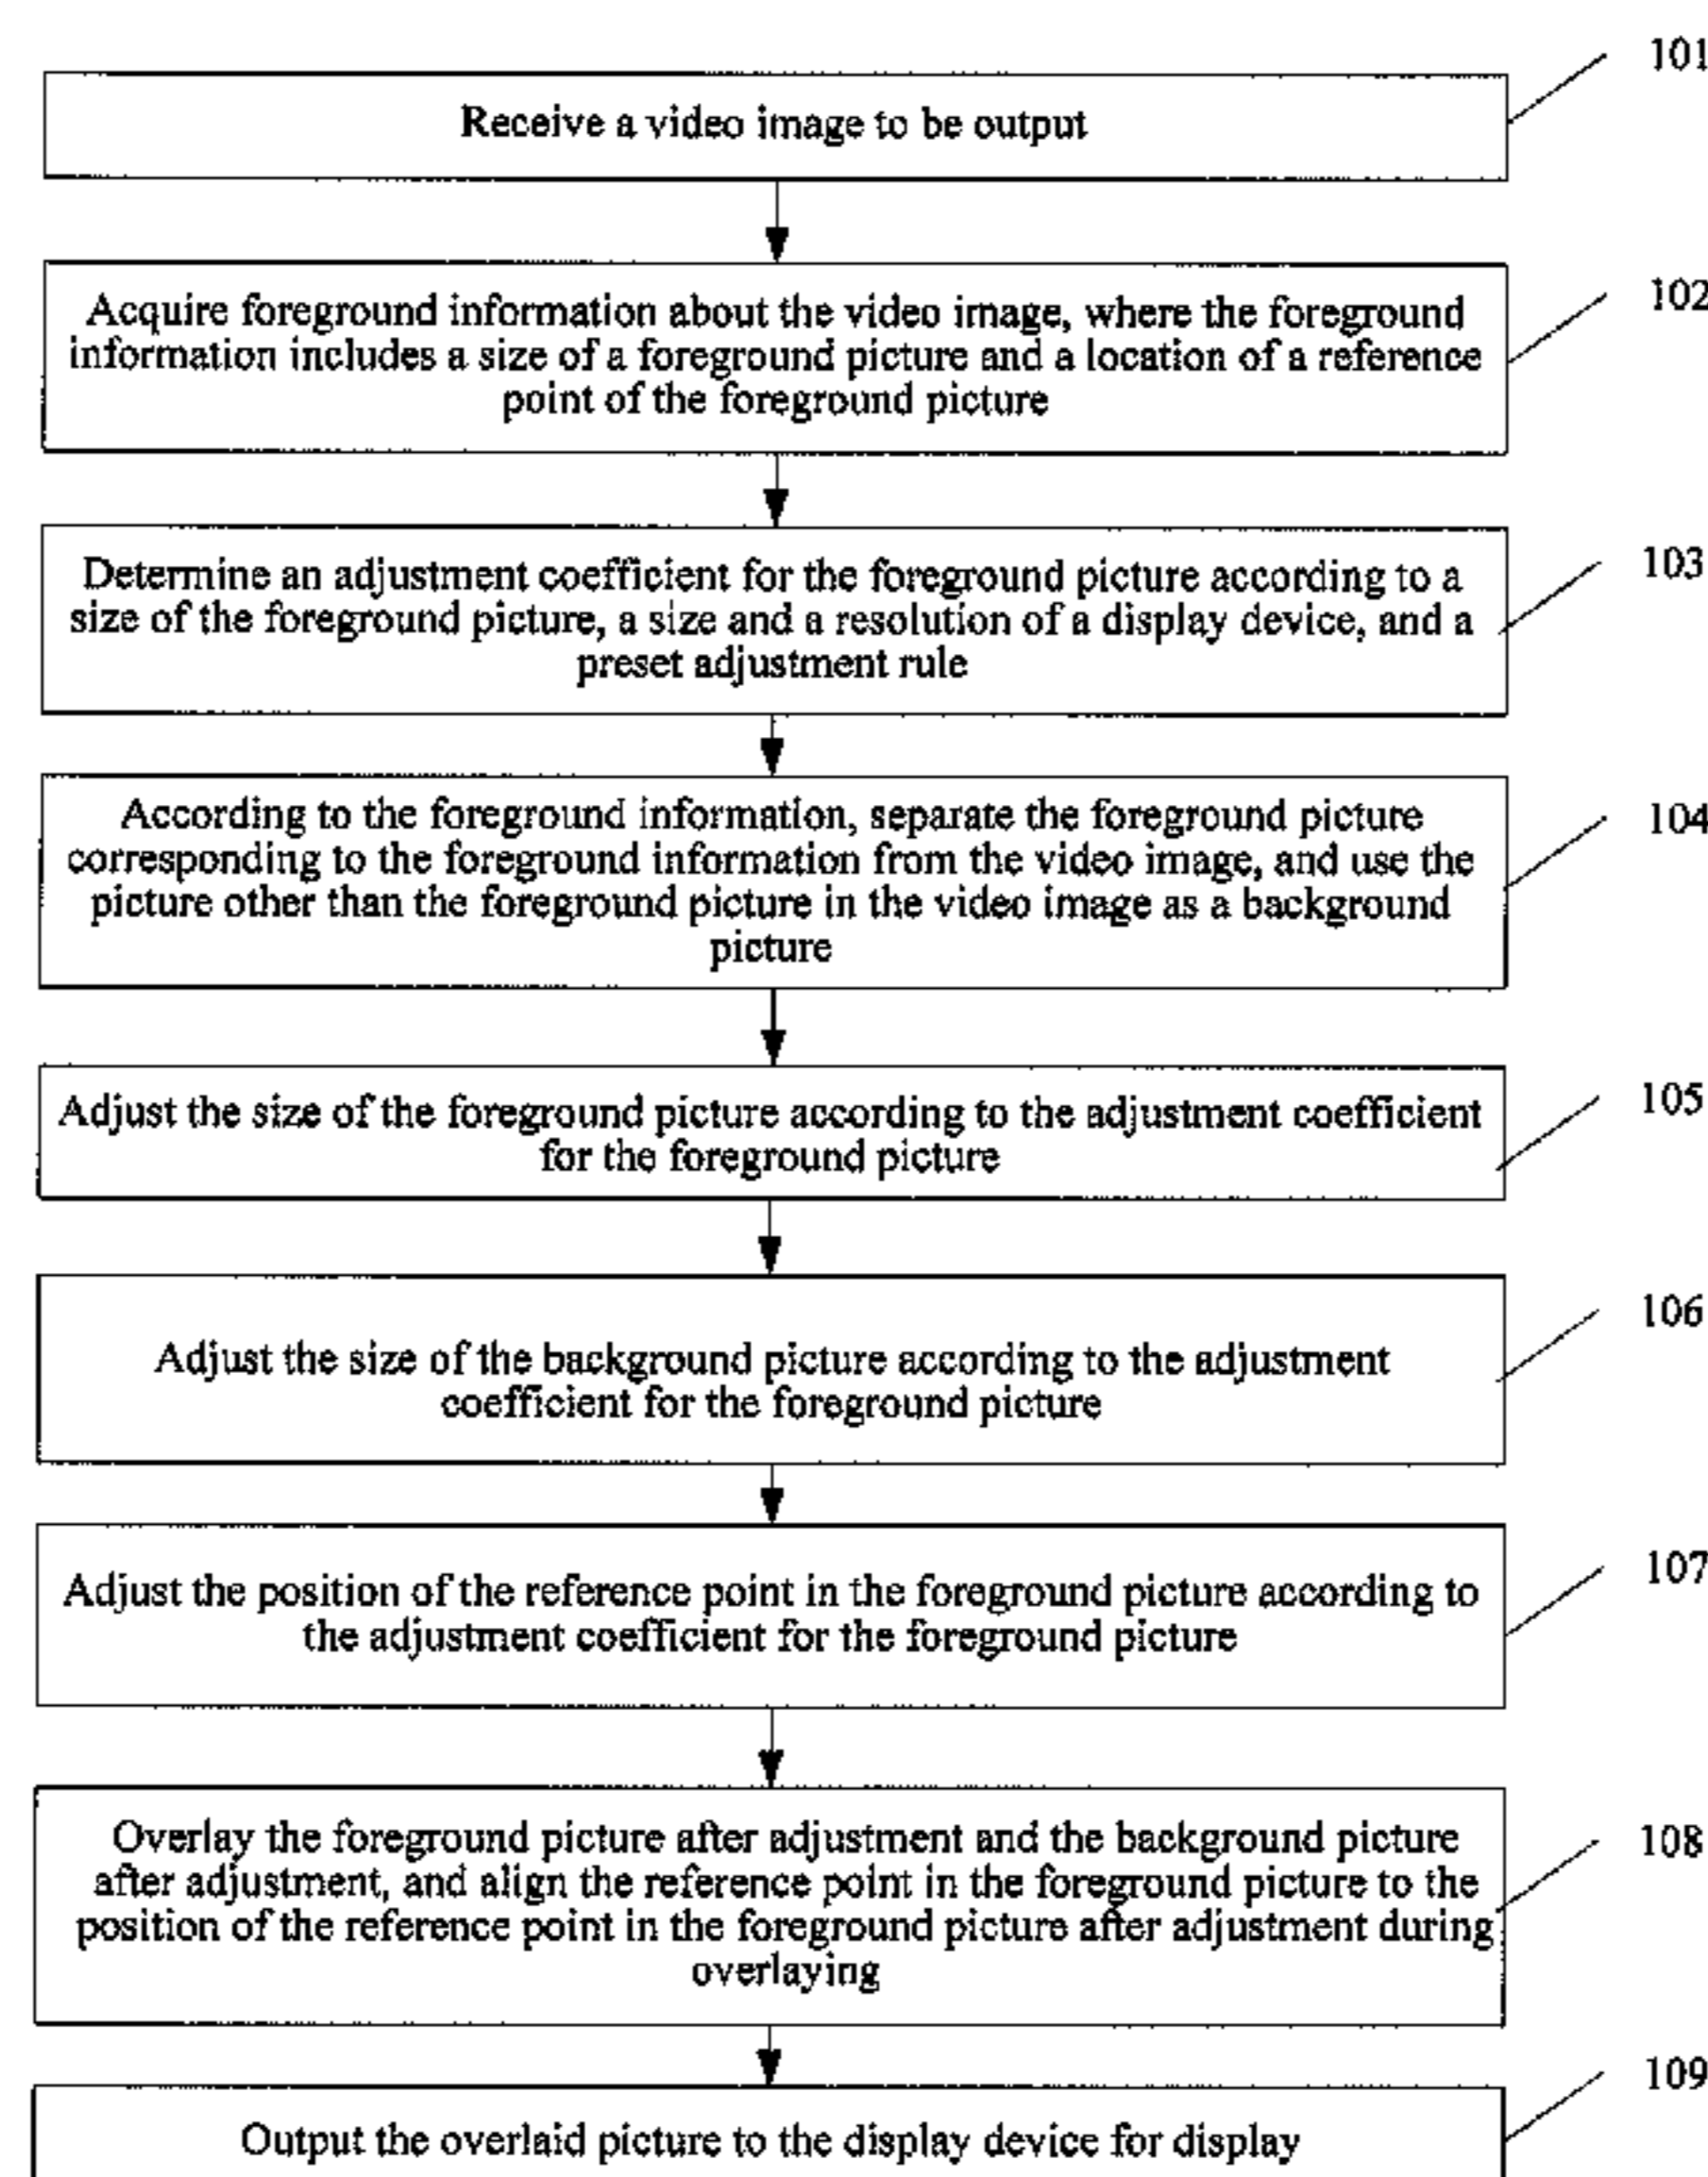 101
Receive a video image to be output
102
Acquire foreground information about the video image, where the foreground
information includes a size of a foreground picture and a location of a reference
point of the foreground picture
103
Determine an adjustment coefficient for the foreground picture according to a
size of the foreground picture, a size and a resolution of a display device, and a
preset adjustment rule
104
According to the foreground information, separate the foreground picture
corresponding to the foreground information from the video image, and use the
picture other than the foreground picture in the video image as a background
picture
105
Adjust the size of the foreground picture according to the adjustment coefficient
for the foreground picture
106
Adjust the size of the background picture according to the adjustment
coefficient for the foreground picture
107
Adjust the position of the reference point in the foreground picture according to
the adjustment coefficient for the foreground picture
108
Overlay the foreground picture after adjustment and the background picture
after adjustment, and align the reference point in the foreground picture to the
position of the reference point in the foreground picture after adjustment during
overlaying
109
Output the overlaid picture to the display device for display